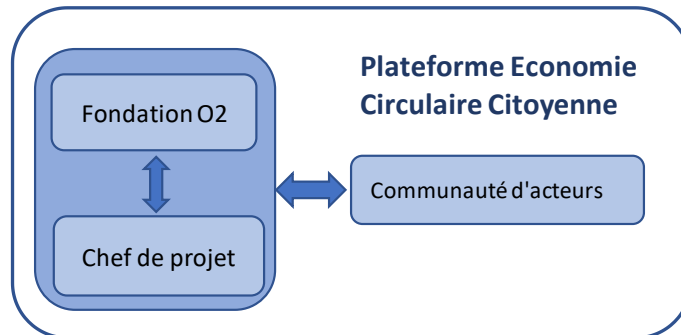 Plateforme Economie
Circulaire Citoyenne
Fondation O2
Communauté d'acteurs
Chef de projet